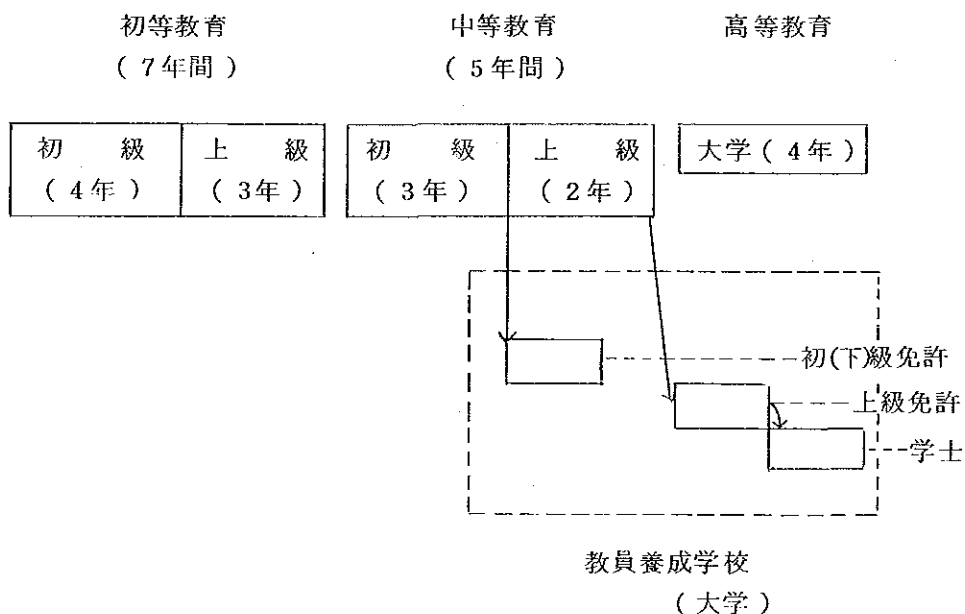 初等教育
(7年間)
中等教育
(5年間)
高等教育
初級
(4年)
上級
(3年)
初級
(3年)
上級
(2年)
大学(4年)
初(下)級免許
上級免許
学士
教員養成学校
(大学)